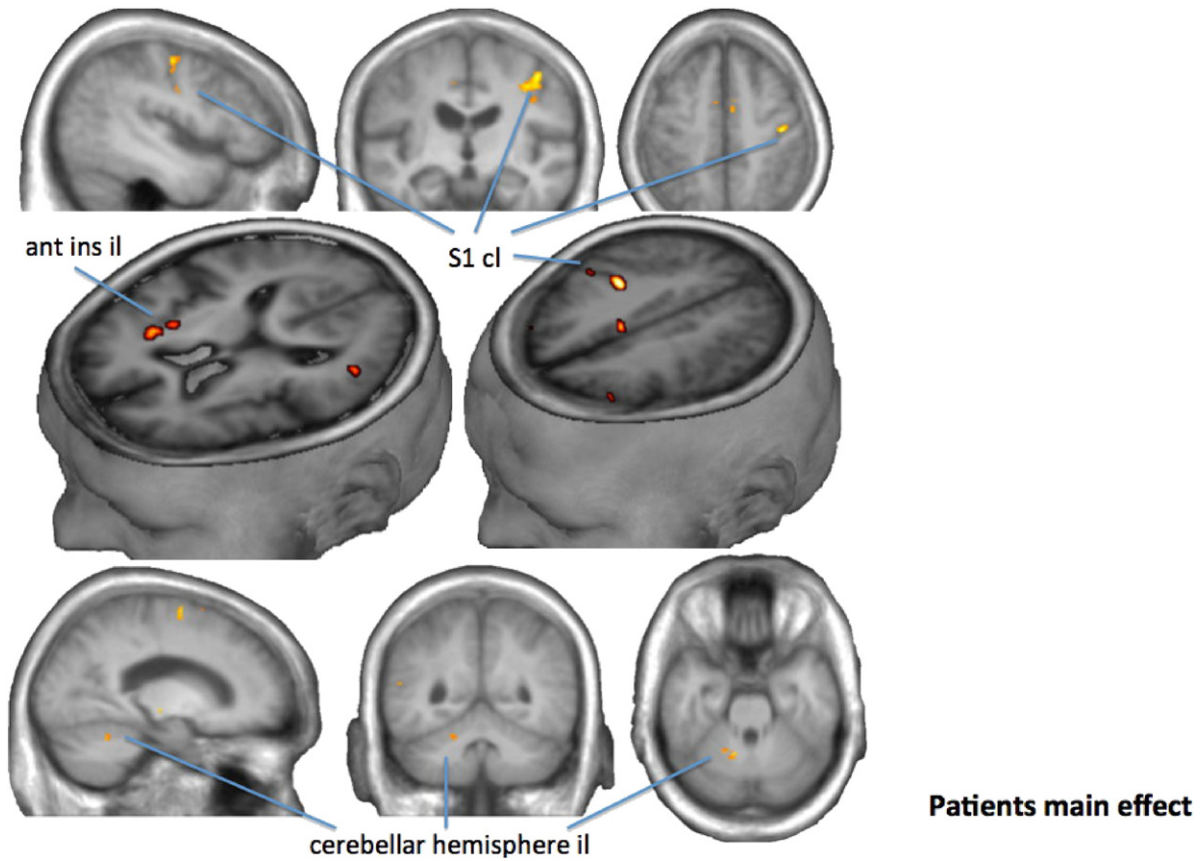 ant ins il
S1 cl
cerebellar hemisphere il
Patients main effect